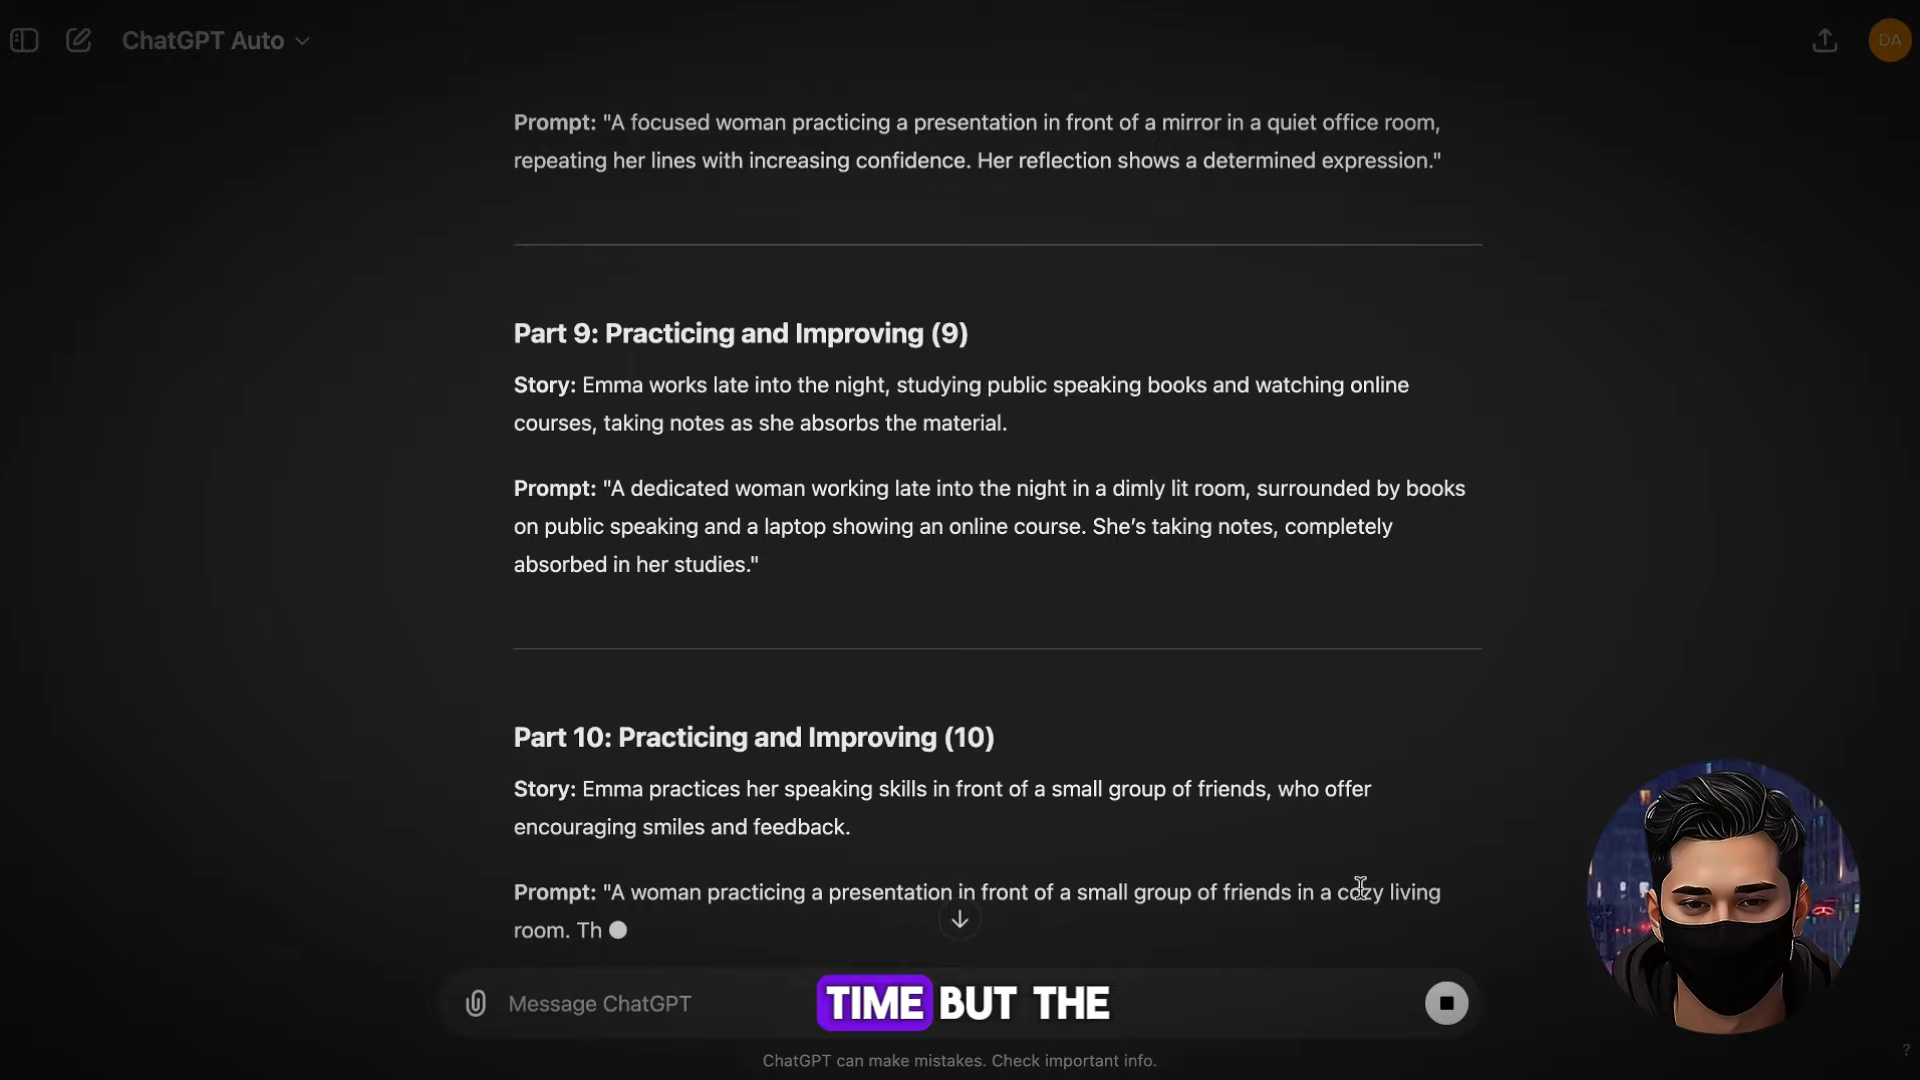 ChatGPT Auto
DA
Prompt: "A focused woman practicing a presentation in front of a mirror in a quiet office room,
repeating her lines with increasing confidence. Her reflection shows a determined expression."
Part 9: Practicing and Improving (9)
Story: Emma works late into the night, studying public speaking books and watching online
courses, taking notes as she absorbs the material.
Prompt: "A dedicated woman working late into the night in a dimly lit room, surrounded by books
on public speaking and a laptop showing an online course. She's taking notes, completely
absorbed in her studies."
Part 10: Practicing and Improving (10)
Story: Emma practices her speaking skills in front of a small group of friends, who offer
encouraging smiles and feedback.
Prompt: "A woman practicing a presentation in front of a small group of friends in a cozy living
room. Th
Message ChatGPT
TIME BUT THE
ChatGPT can make mistakes. Check important info.
?